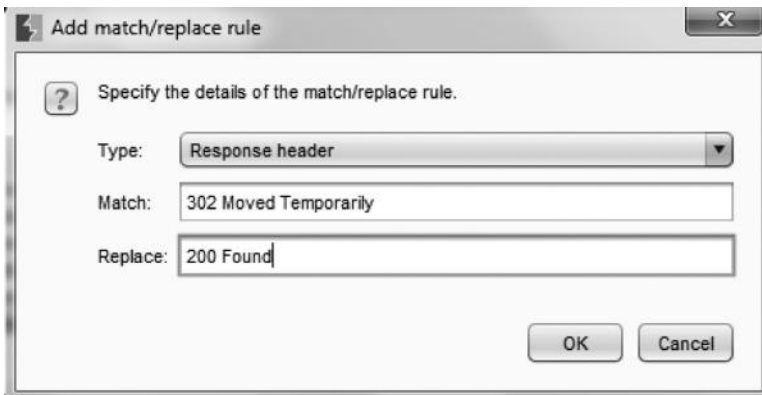 Add match/replace rule
Specify the details of the match/replace rule.
Type: Response header
Match: 302 Moved Temporarily
Replace: 200 Found
OK Cancel